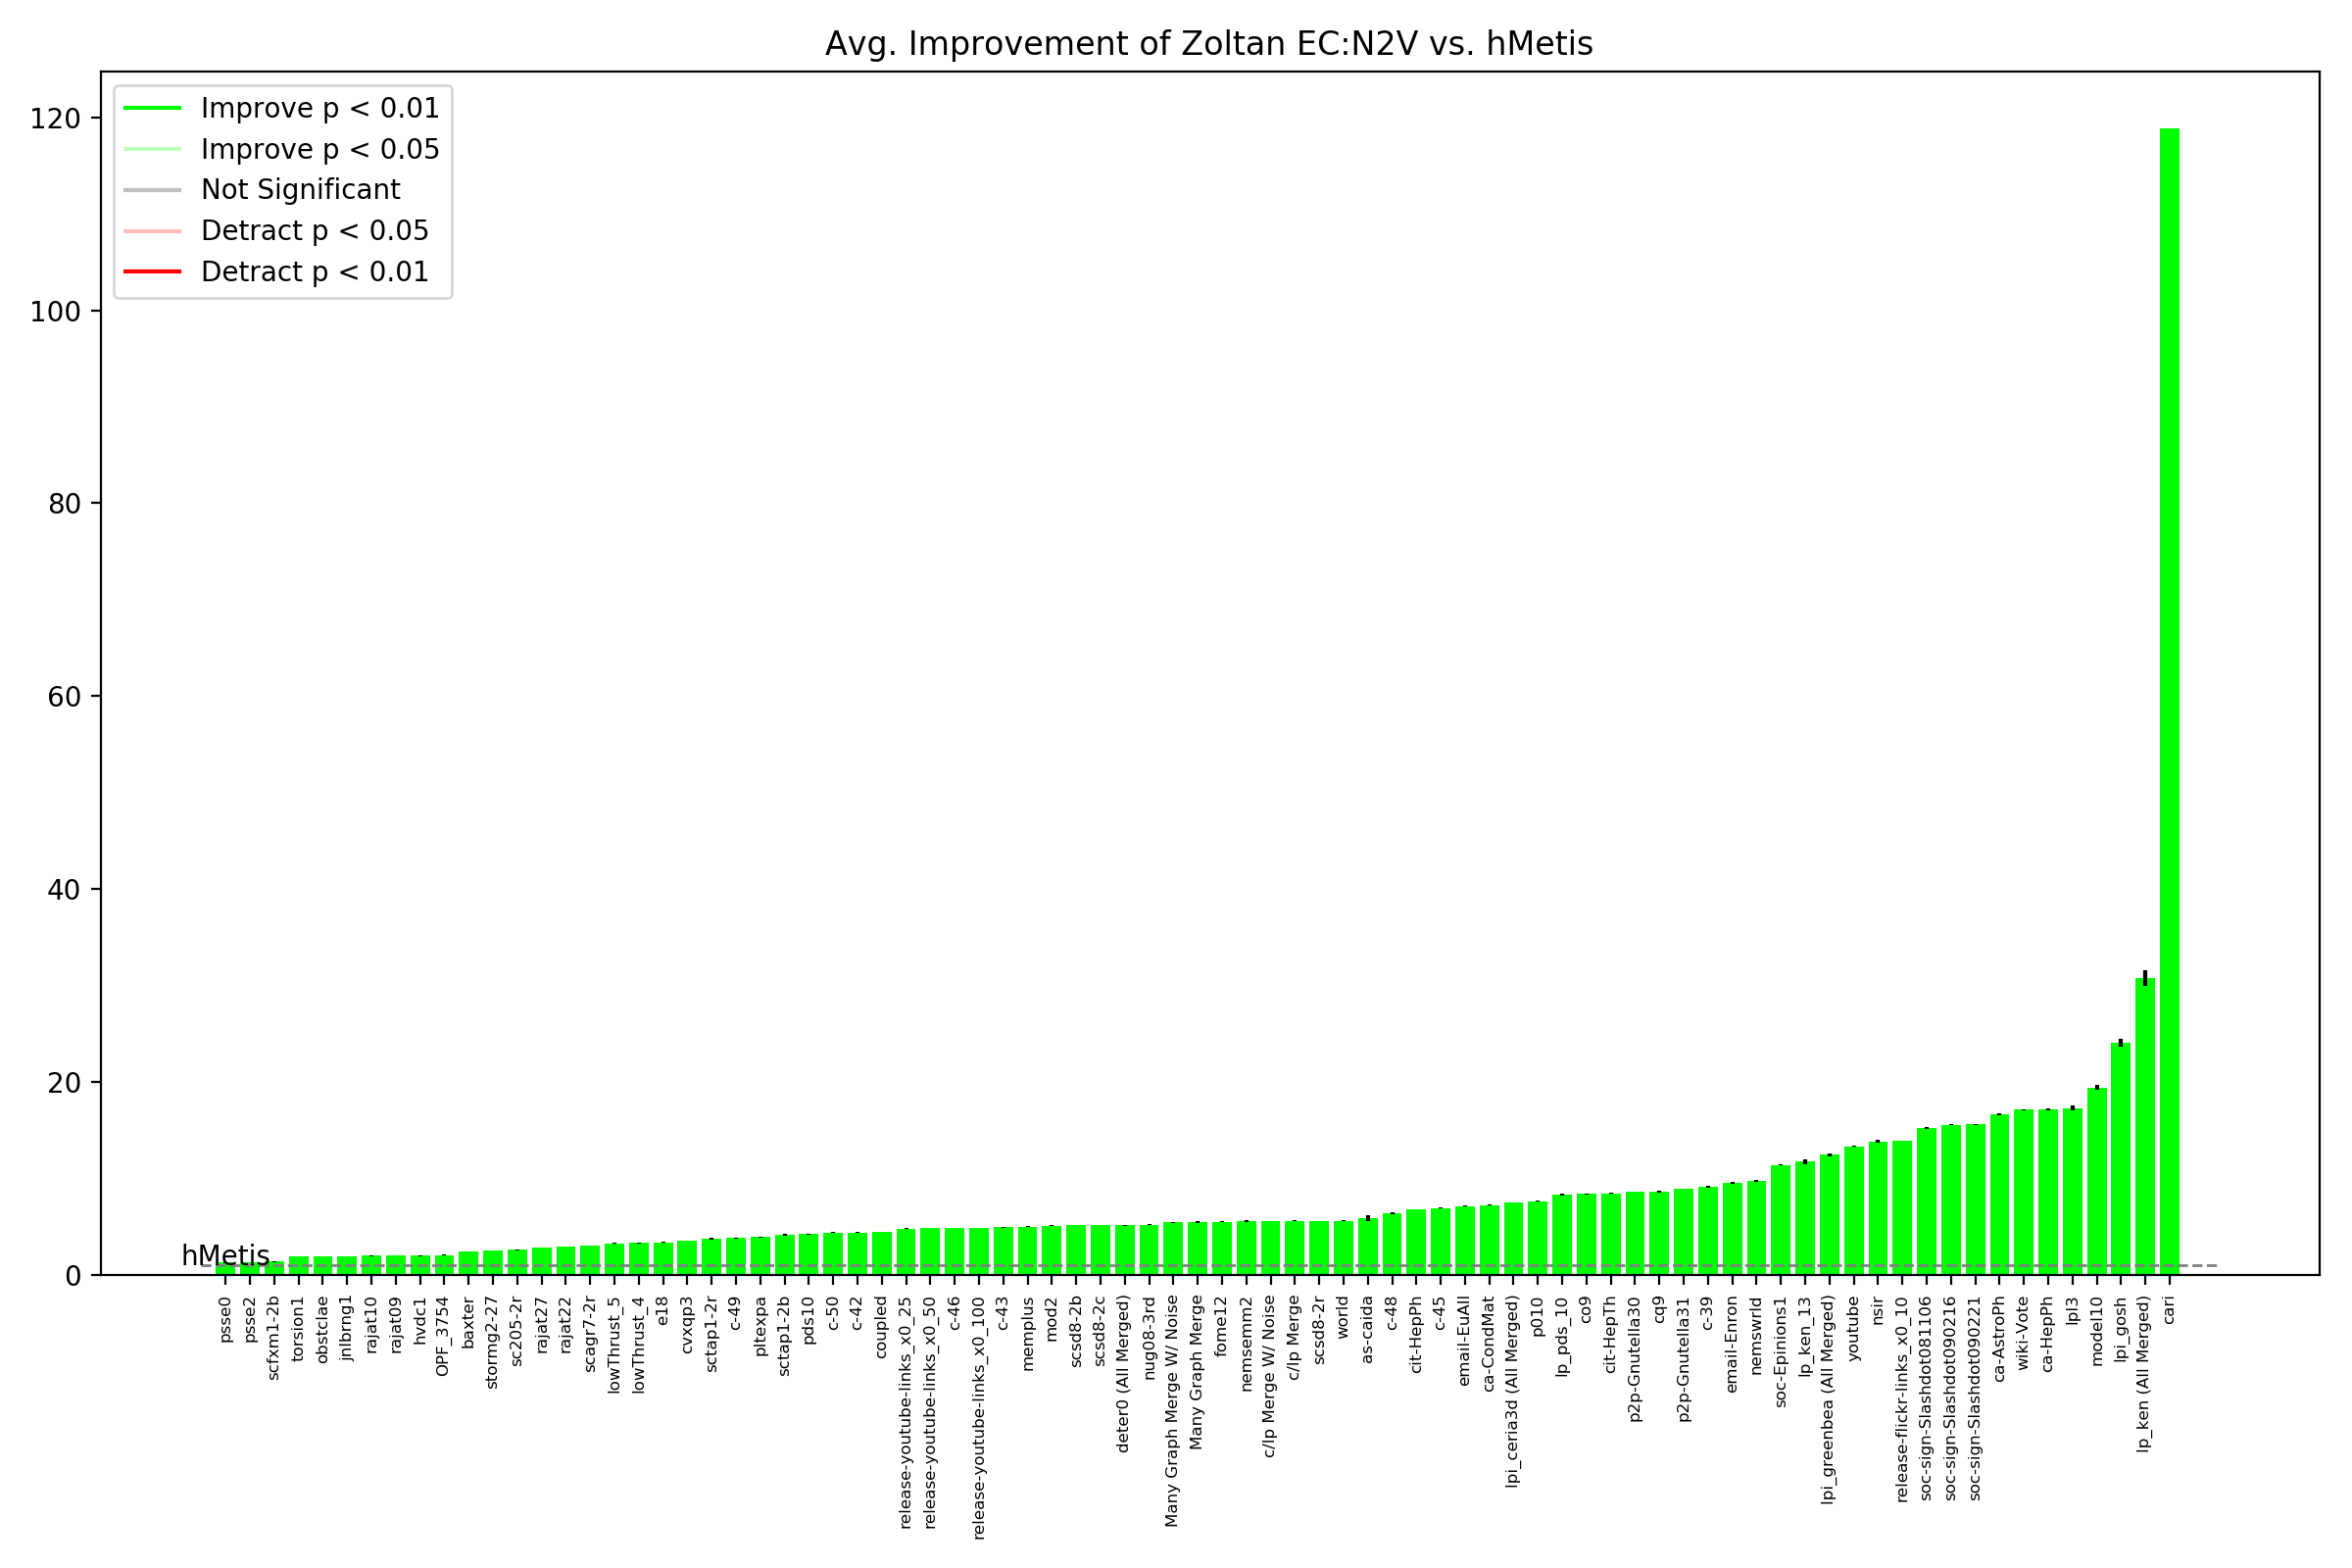 Avg. Improvement of Zoltan EC:N2V vs. hMetis
Improve p < 0.01
Improve p < 0.05
Not Significant
Detract p < 0.05
Detract p < 0.01
120
100
80
60
40
20
0
hMetis
psse0
psse2
scfxm1-2b
torsion1
obstclae
jnlbrng1
rajat10
rajat09
hvdc1
OPF_3754
baxter
stormg2-27
sc205-2r
rajat27
rajat22
scagr7-2r
lowThrust_5
lowThrust_4
e18
cvxqp3
sctap1-2r
c-49
pltexpa
sctap1-2b
pds10
c-50
c-42
coupled
release-youtube-links_x0_25
release-youtube-links_x0_50
c-46
release-youtube-links_x0_100
c-43
memplus
mod2
scsd8-2b
scsd8-2c
deter0 (All Merged)
nug08-3rd
Many Graph Merge W/ Noise
Many Graph Merge
fome12
nemsemm2
c/lp Merge W/ Noise
c/lp Merge
scsd8-2r
world
as-caida
c-48
cit-HepPh
c-45
email-EuAll
ca-CondMat
lpi_ceria3d (All Merged)
p010
lp_pds_10
co9
cit-HepTh
p2p-Gnutella30
cq9
p2p-Gnutella31
c-39
email-Enron
nemswrld
soc-Epinions1
lp_ken_13
lpi_greenbea (All Merged)
youtube
nsir
release-flickr-links_x0_10
soc-sign-Slashdot081106
soc-sign-Slashdot090216
soc-sign-Slashdot090221
ca-AstroPh
wiki-Vote
ca-HepPh
lpl3
model10
lpi_gosh
lp_ken (All Merged)
cari